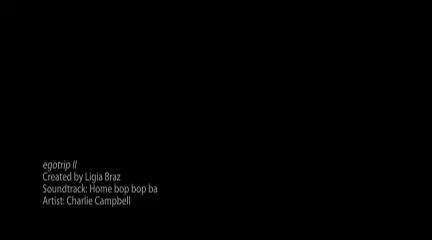 egotrip II
Created by Ligia Braz
Soundtrack: Home bop bop ba
Artist: Charlie Campbell